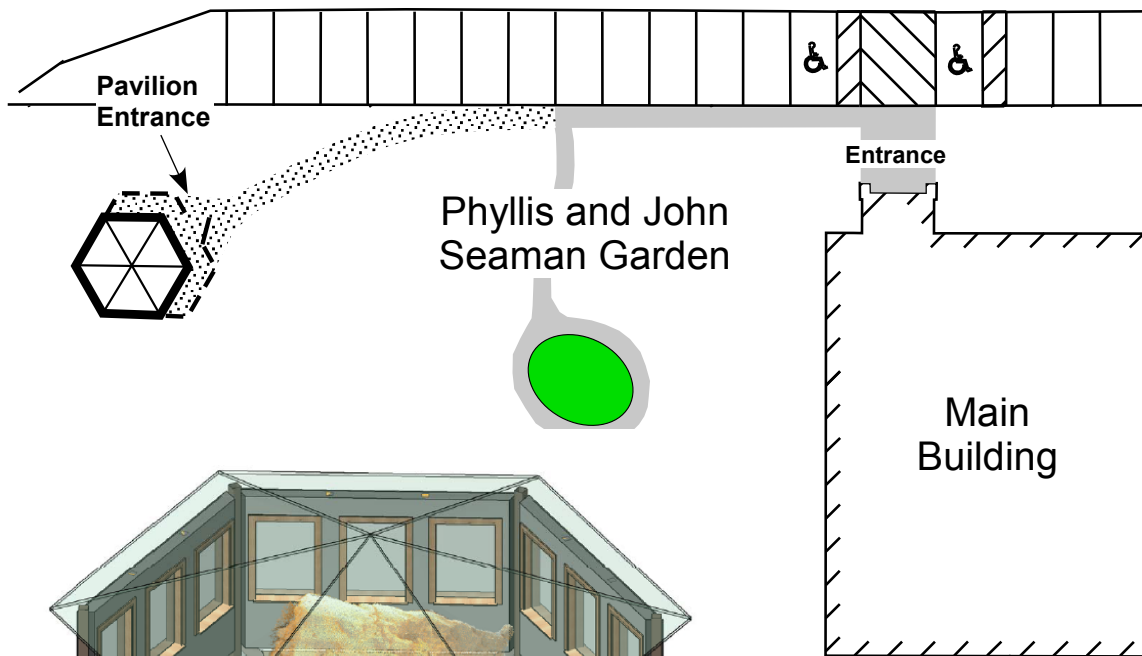 Pavilion
Entrance
Entrance
Phyllis and John
Seaman Garden
Main
Building